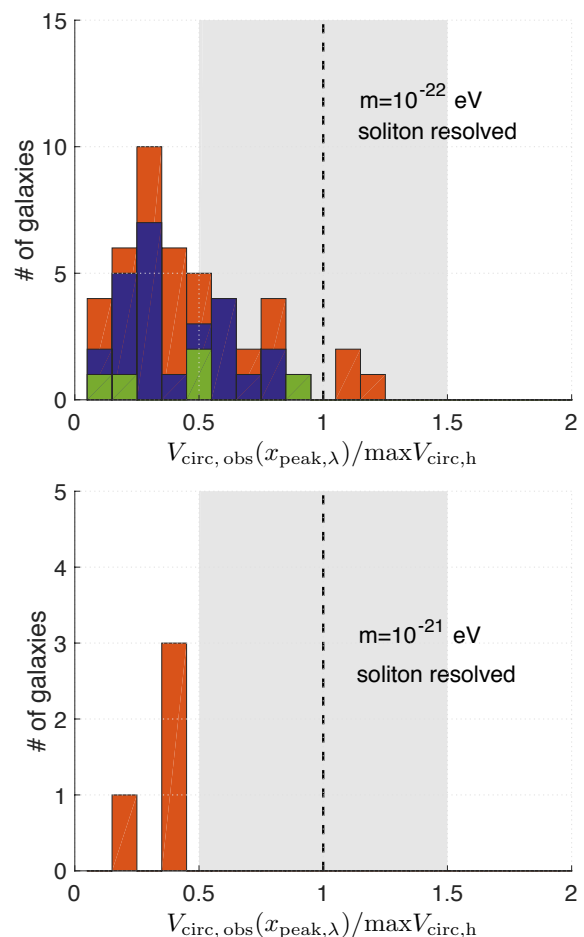 15
10
5
0
# of galaxies
m=10^-22 eV
soliton resolved
0 0.5 1 1.5 2
V_circ, obs(x_peak,λ)/maxV_circ,h
5
4
3
2
1
0
# of galaxies
m=10^-21 eV
soliton resolved
0 0.5 1 1.5 2
V_circ, obs(x_peak,λ)/maxV_circ,h